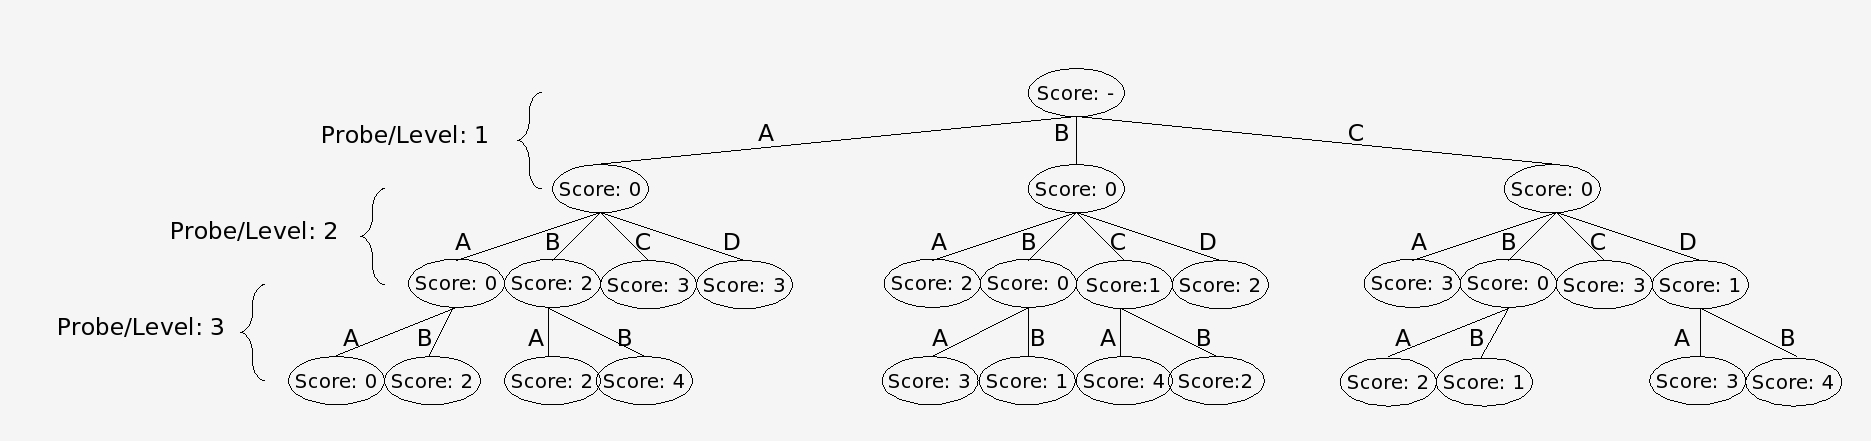 Score: -
Probe/Level: 1
A B C
Score: 0 Score: 0 Score: 0
Probe/Level: 2
A B C D A B C D A B C D
Score: 0 Score: 2 Score: 3 Score: 3 Score: 2 Score: 0 Score:1 Score: 2 Score: 3 Score: 0 Score: 3 Score: 1
Probe/Level: 3
A B A B A B A B A B A B
Score: 0 Score: 2 Score: 2 Score: 4 Score: 3 Score: 1 Score: 4 Score:2 Score: 2 Score: 1 Score: 3 Score: 4